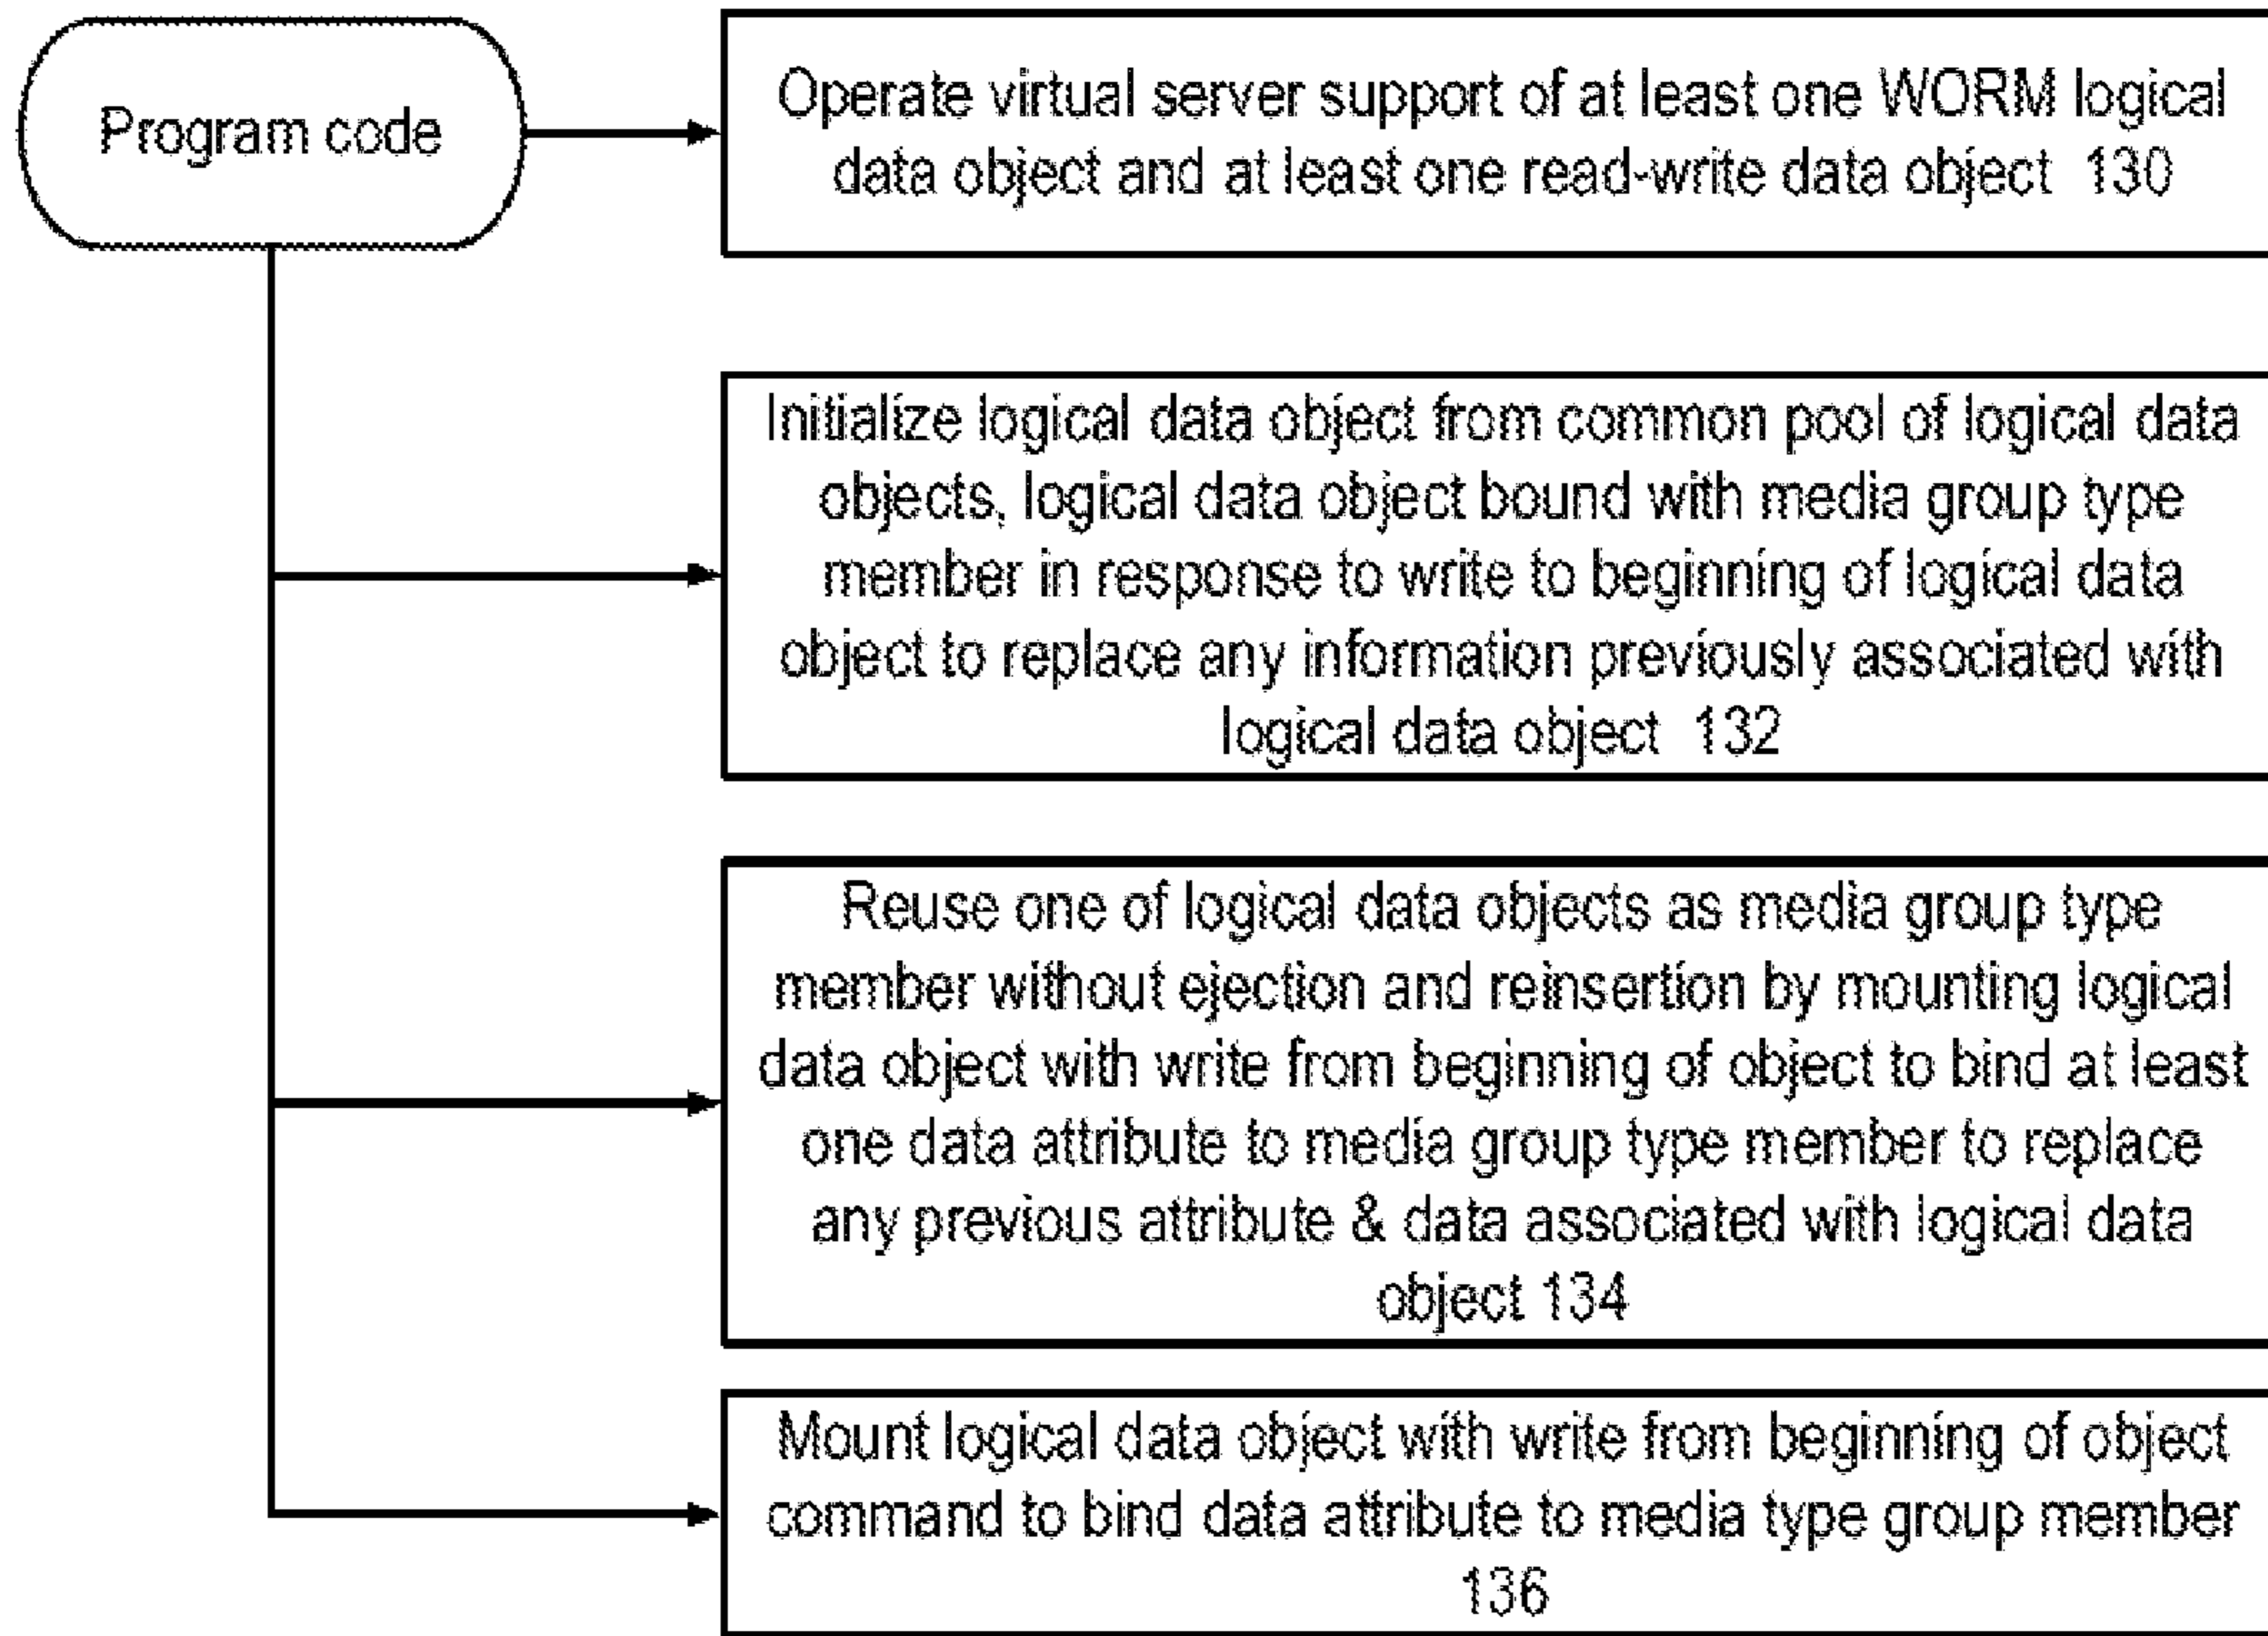 Program code
Operate virtual server support of at least one WORM logical
data object and at least one read-write data object 130
Initialize logical data object from common pool of logical data
objects, logical data object bound with media group type
member in response to write to beginning of logical data
object to replace any information previously associated with
logical data object 132
Reuse one of logical data objects as media group type
member without ejection and reinsertion by mounting logical
data object with write from beginning of object to bind at least
one data attribute to media group type member to replace
any previous attribute & data associated with logical data
object 134
Mount logical data object with write from beginning of object
command to bind data attribute to media type group member
136